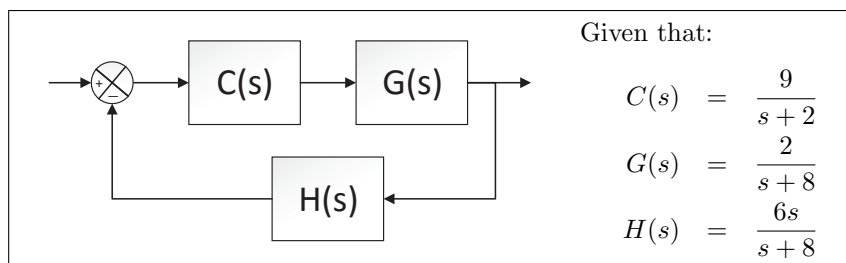 Given that:
+
−
C(s)
G(s)
H(s)
C(s) = 9/(s + 2)
G(s) = 2/(s + 8)
H(s) = 6s/(s + 8)